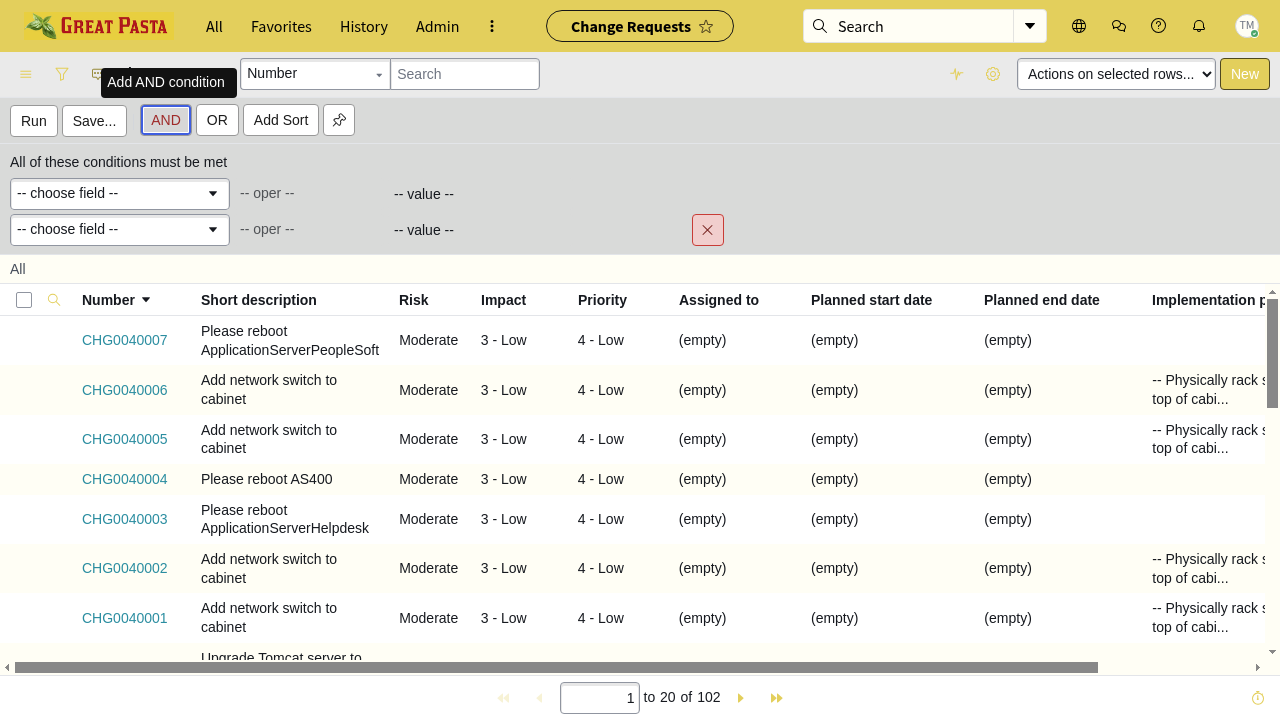 GREAT PASTA All Favorites History Admin Change Requests Search TM
Add AND condition Number Search Actions on selected rows... New
Run Save... AND OR Add Sort
All of these conditions must be met
-- choose field -- -- oper -- -- value --
-- choose field -- -- oper -- -- value --
All
Number Short description Risk Impact Priority Assigned to Planned start date Planned end date Implementation p
CHG0040007 Please reboot ApplicationServerPeopleSoft Moderate 3 - Low 4 - Low (empty) (empty) (empty)
CHG0040006 Add network switch to cabinet Moderate 3 - Low 4 - Low (empty) (empty) (empty) -- Physically rack s top of cabi...
CHG0040005 Add network switch to cabinet Moderate 3 - Low 4 - Low (empty) (empty) (empty) -- Physically rack s top of cabi...
CHG0040004 Please reboot AS400 Moderate 3 - Low 4 - Low (empty) (empty) (empty)
CHG0040003 Please reboot ApplicationServerHelpdesk Moderate 3 - Low 4 - Low (empty) (empty) (empty)
CHG0040002 Add network switch to cabinet Moderate 3 - Low 4 - Low (empty) (empty) (empty) -- Physically rack s top of cabi...
CHG0040001 Add network switch to cabinet Moderate 3 - Low 4 - Low (empty) (empty) (empty) -- Physically rack s top of cabi...
Upgrade Tomcat server to
1 to 20 of 102